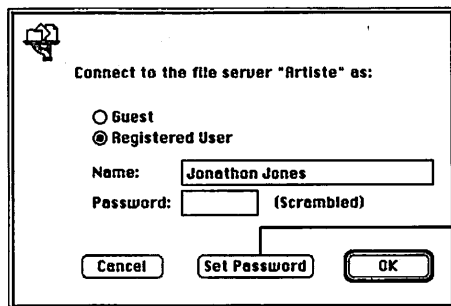 Connect to the file server "Artiste" as:
Guest
Registered User
Name: Jonathon Jones
Password: (Scrambled)
Cancel Set Password OK